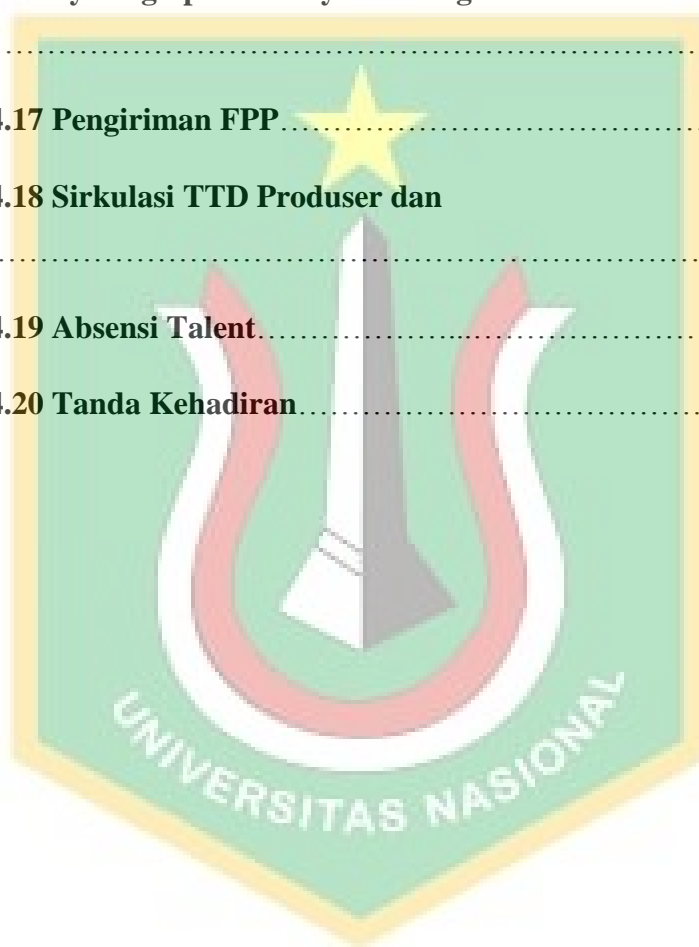 ……………………………………………………………………
4.17 Pengiriman FPP……………………………………
4.18 Sirkulasi TTD Produser dan
……………………………………………………………………
4.19 Absensi Talent…………………...……………………
4.20 Tanda Kehadiran…………………………………
UNIVERSITAS NASIONAL